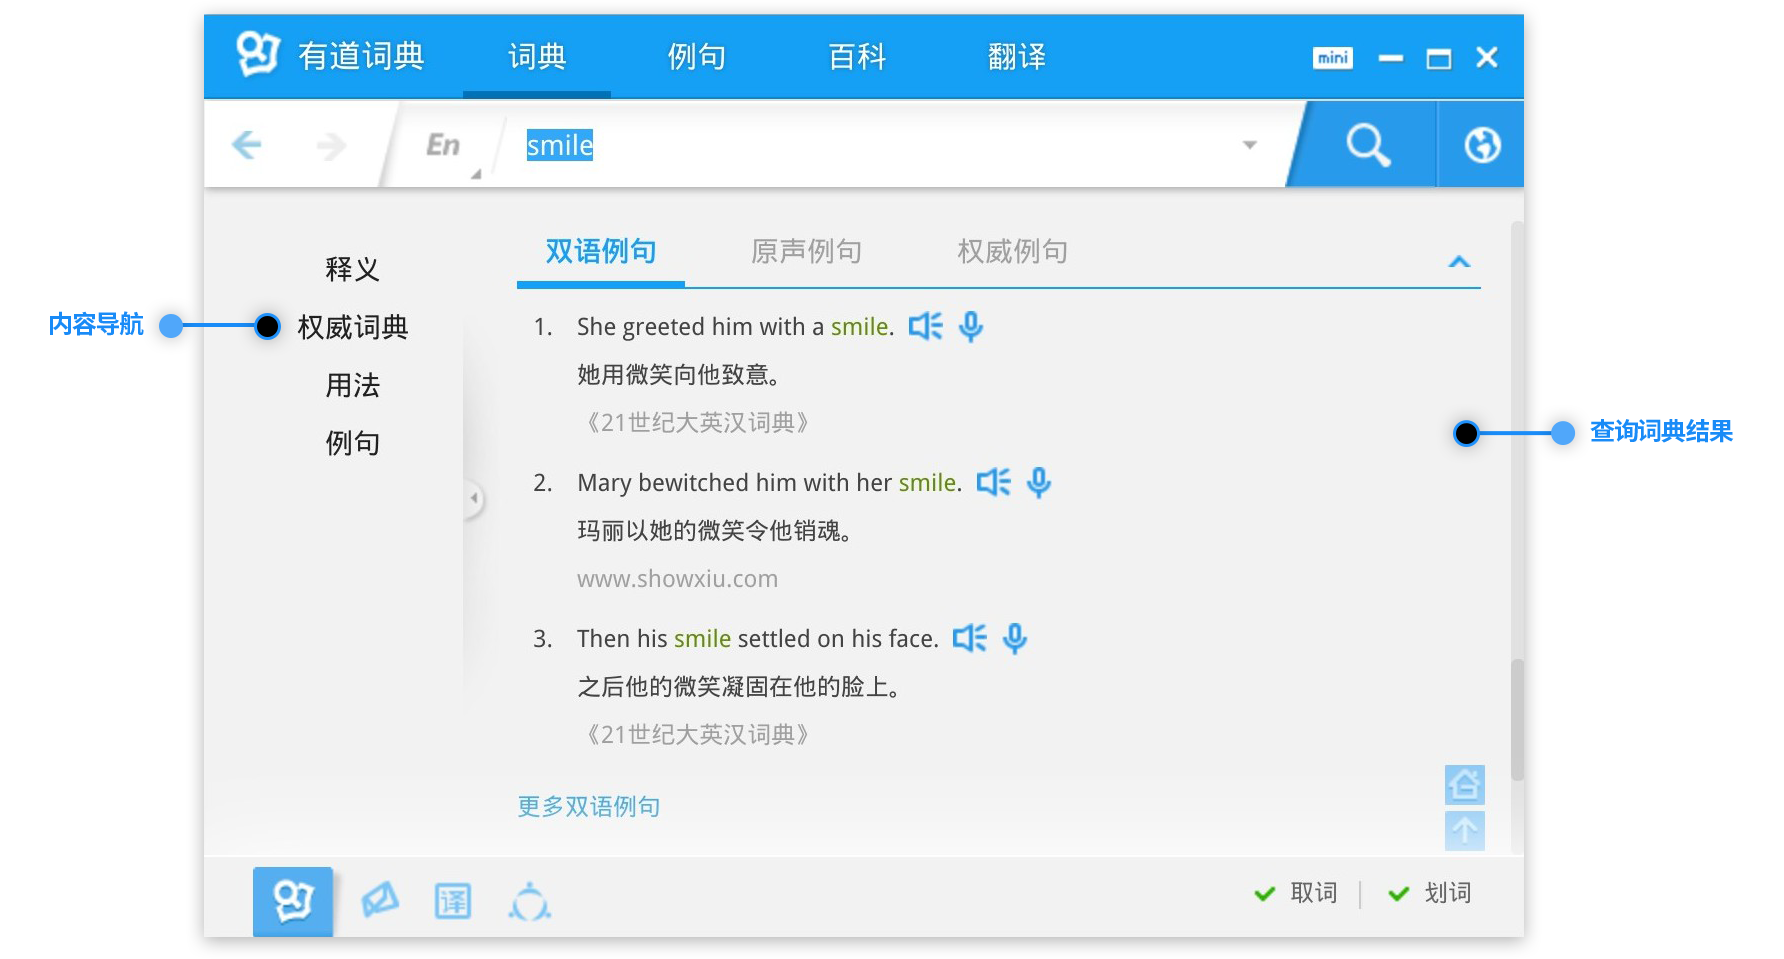 有道词典 词典 例句 百科 翻译 mini
En smile
双语例句 原声例句 权威例句
释义
内容导航 权威词典
用法
例句
1. She greeted him with a smile.
她用微笑向他致意。
《21世纪大英汉词典》
2. Mary bewitched him with her smile.
玛丽以她的微笑令他销魂。
www.showxiu.com
3. Then his smile settled on his face.
之后他的微笑凝固在他的脸上。
《21世纪大英汉词典》
更多双语例句
查询词典结果
译
取词 | 划词